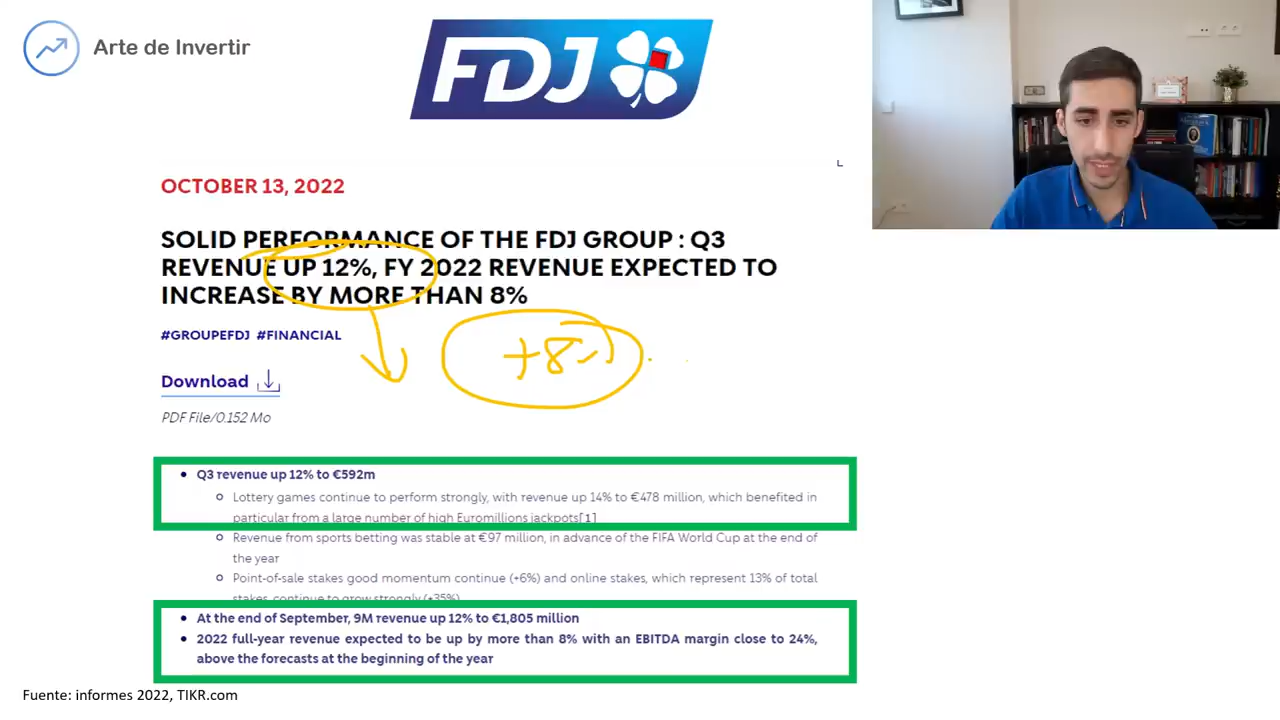 Arte de Invertir
FDJ
OCTOBER 13, 2022
SOLID PERFORMANCE OF THE FDJ GROUP : Q3
REVENUE UP 12%, FY 2022 REVENUE EXPECTED TO
INCREASE BY MORE THAN 8%
#GROUPEFDJ #FINANCIAL
+8%
Download
PDF File/0.152 Mo
Q3 revenue up 12% to €592m
Lottery games continue to perform strongly, with revenue up 14% to €478 million, which benefited in
particular from a large number of high Euromillions jackpots[1]
Revenue from sports betting was stable at €97 million, in advance of the FIFA World Cup at the end of
the year
Point-of-sale stakes good momentum continue (+6%) and online stakes, which represent 13% of total
stakes, continue to grow strongly (+35%)
At the end of September, 9M revenue up 12% to €1,805 million
2022 full-year revenue expected to be up by more than 8% with an EBITDA margin close to 24%,
above the forecasts at the beginning of the year
Fuente: informes 2022, TIKR.com